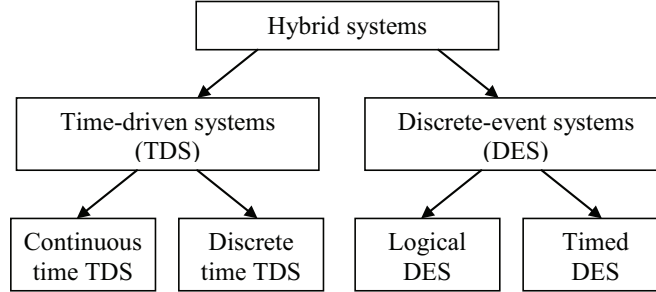 Hybrid systems
Time-driven systems
(TDS)
Discrete-event systems
(DES)
Continuous
time TDS
Discrete
time TDS
Logical
DES
Timed
DES